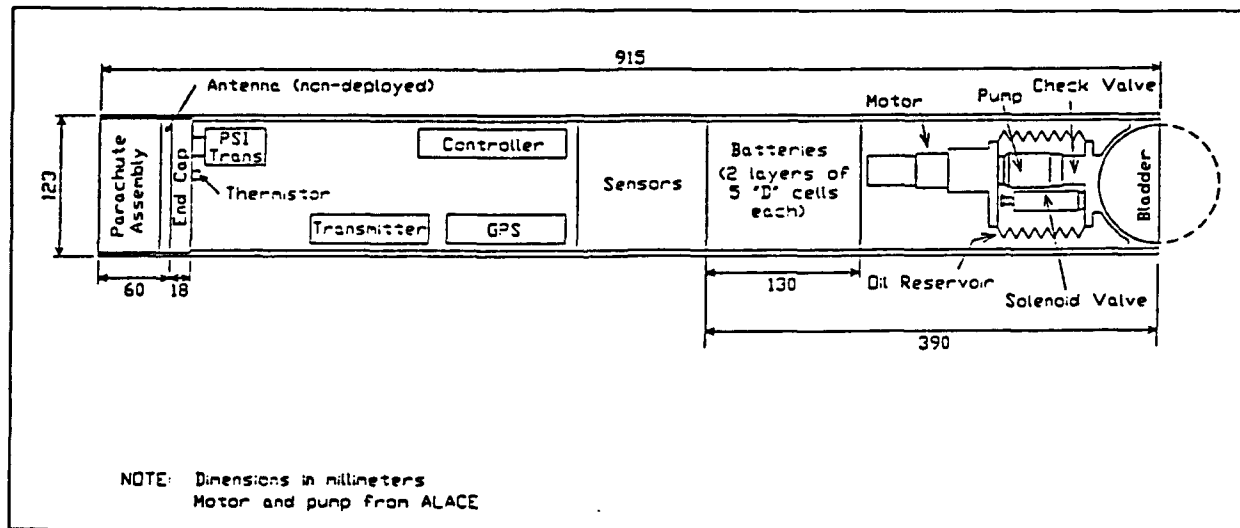 915
Antenna (non-deployed)
Motor
Pump
Check Valve
PSI
Trans
Controller
Thermistor
Transmitter
GPS
Sensors
Batteries
(2 layers of
5 "D" cells
each)
Parachute
Assembly
End Cap
Bladder
123
60
18
130
Oil Reservoir
Solenoid Valve
390
NOTE: Dimensions in millimeters
Motor and pump from ALACE